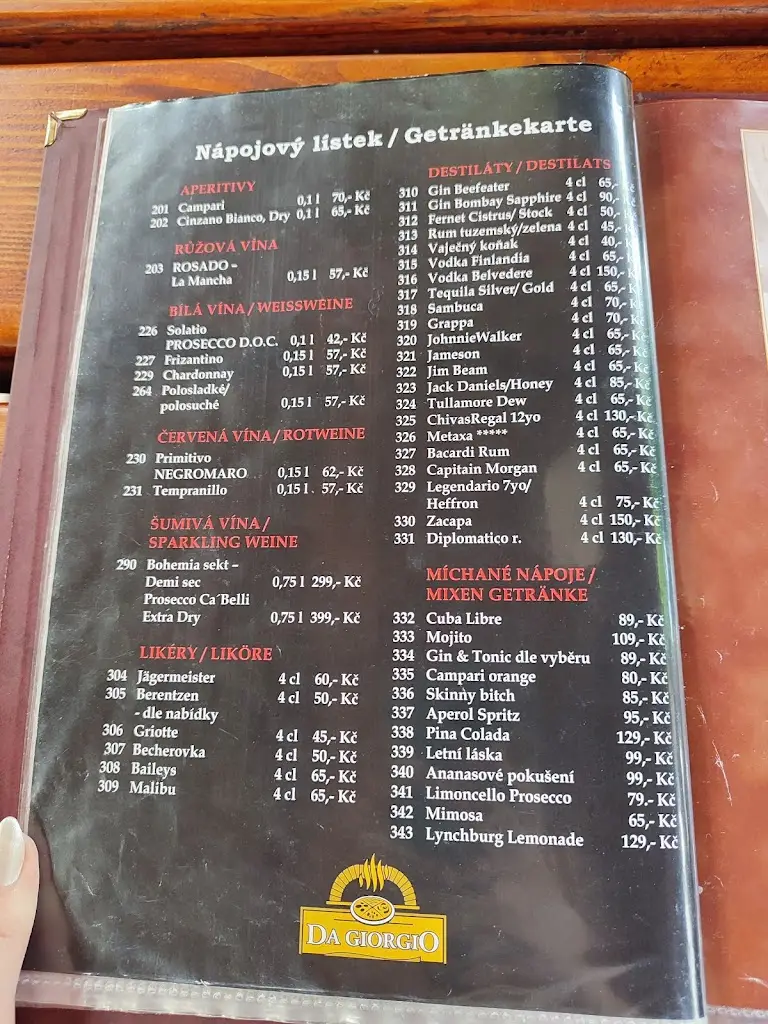 Nápojový lístek / Getränkekarte
APERITIVY
201 Campari 0,1 l 70,- Kč
202 Cinzano Bianco, Dry 0,1 l 65,- Kč
RŮŽOVÁ VÍNA
203 ROSADO –
La Mancha 0,15 l 57,- Kč
BÍLÁ VÍNA / WEISSWEINE
226 Solatio
PROSECCO D.O.C. 0,1 l 42,- Kč
227 Frizantino 0,15 l 57,- Kč
229 Chardonnay 0,15 l 57,- Kč
264 Polosladké/
polosuché 0,15 l 57,- Kč
ČERVENÁ VÍNA / ROTWEINE
230 Primitivo
NEGROMARO 0,15 l 62,- Kč
231 Tempranillo 0,15 l 57,- Kč
ŠUMIVÁ VÍNA /
SPARKLING WEINE
290 Bohemia sekt –
Demi sec 0,75 l 299,- Kč
Prosecco Ca´Belli
Extra Dry 0,75 l 399,- Kč
LIKÉRY / LIKÖRE
304 Jägermeister 4 cl 60,- Kč
305 Berentzen 4 cl 50,- Kč
- dle nabídky
306 Griotte 4 cl 45,- Kč
307 Becherovka 4 cl 50,- Kč
308 Baileys 4 cl 65,- Kč
309 Malibu 4 cl 65,- Kč
DESTILÁTY / DESTILATS
310 Gin Beefeater 4 cl 65,- Kč
311 Gin Bombay Sapphire 4 cl 90,- Kč
312 Fernet Cistrus/ Stock 4 cl 50,- Kč
313 Rum tuzemský/zelena 4 cl 45,- Kč
314 Vaječný koňak 4 cl 40,- Kč
315 Vodka Finlandia 4 cl 65,- Kč
316 Vodka Belvedere 4 cl 150,- Kč
317 Tequila Silver/ Gold 4 cl 65,- Kč
318 Sambuca 4 cl 70,- Kč
319 Grappa 4 cl 70,- Kč
320 JohnnieWalker 4 cl 65,- Kč
321 Jameson 4 cl 65,- Kč
322 Jim Beam 4 cl 65,- Kč
323 Jack Daniels/Honey 4 cl 85,- Kč
324 Tullamore Dew 4 cl 65,- Kč
325 ChivasRegal 12yo 4 cl 130,- Kč
326 Metaxa ***** 4 cl 65,- Kč
327 Bacardi Rum 4 cl 65,- Kč
328 Capitain Morgan 4 cl 65,- Kč
329 Legendario 7yo/
Heffron 4 cl 75,- Kč
330 Zacapa 4 cl 150,- Kč
331 Diplomatico r. 4 cl 130,- Kč
MÍCHANÉ NÁPOJE /
MIXEN GETRÄNKE
332 Cuba Libre 89,- Kč
333 Mojito 109,- Kč
334 Gin & Tonic dle vyběru 89,- Kč
335 Campari orange 80,- Kč
336 Skinny bitch 85,- Kč
337 Aperol Spritz 95,- Kč
338 Pina Colada 129,- Kč
339 Letní láska 99,- Kč
340 Ananasové pokušení 99,- Kč
341 Limoncello Prosecco 79.- Kč
342 Mimosa 65,- Kč
343 Lynchburg Lemonade 129,- Kč
DA GIORGIO